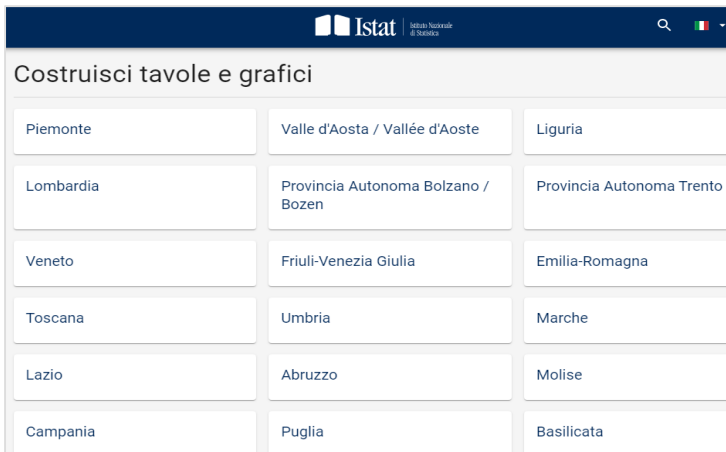 Istat
Istituto Nazionale
di Statistica
Costruisci tavole e grafici
Piemonte
Valle d'Aosta / Vallée d'Aoste
Liguria
Lombardia
Provincia Autonoma Bolzano /
Bozen
Provincia Autonoma Trento
Veneto
Friuli-Venezia Giulia
Emilia-Romagna
Toscana
Umbria
Marche
Lazio
Abruzzo
Molise
Campania
Puglia
Basilicata